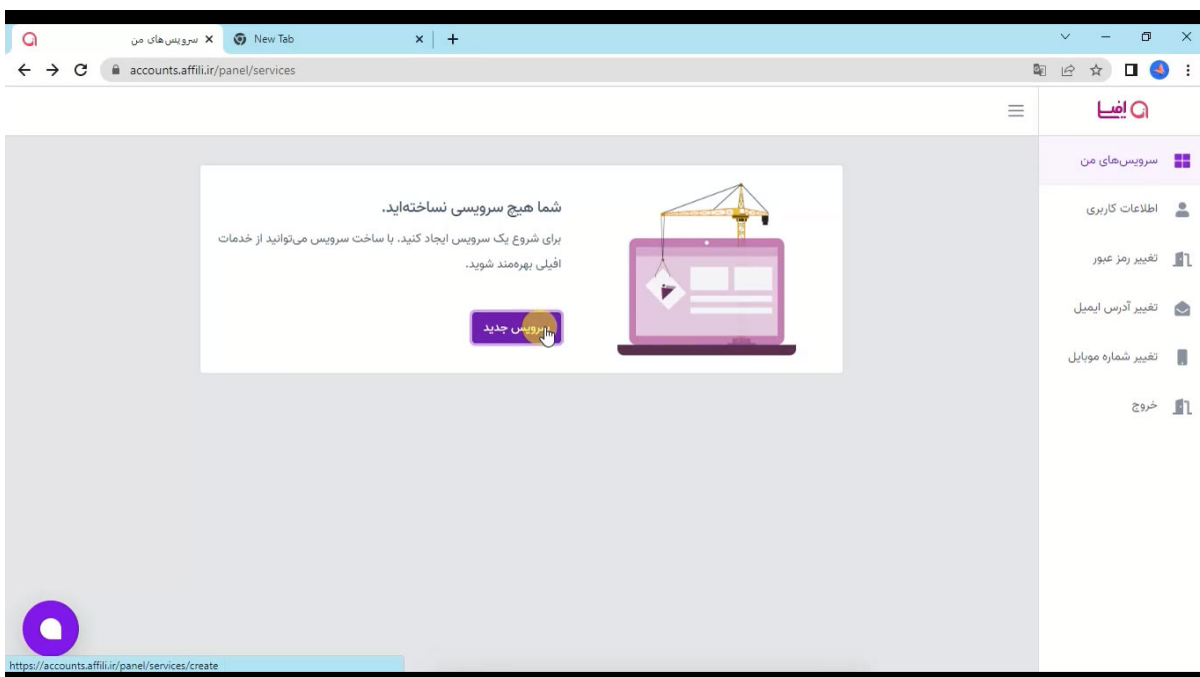 سرویس‌های من
New Tab
accounts.affili.ir/panel/services
افیلی
سرویس‌های من
اطلاعات کاربری
تغییر رمز عبور
تغییر آدرس ایمیل
تغییر شماره موبایل
خروج
شما هیچ سرویسی نساخته‌اید.
برای شروع یک سرویس ایجاد کنید. با ساخت سرویس می‌توانید از خدمات
افیلی بهره‌مند شوید.
سرویس جدید
https://accounts.affili.ir/panel/services/create